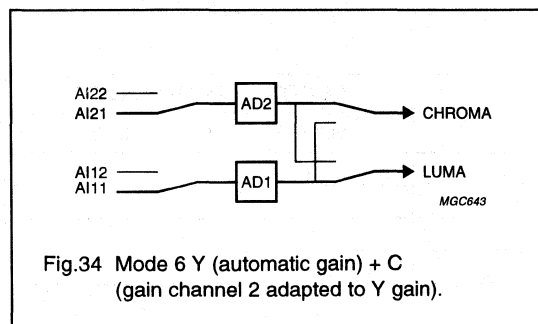 AI22
AI21
AD2
CHROMA
AI12
AI11
AD1
LUMA
MGC643
Fig.34 Mode 6 Y (automatic gain) + C
(gain channel 2 adapted to Y gain).